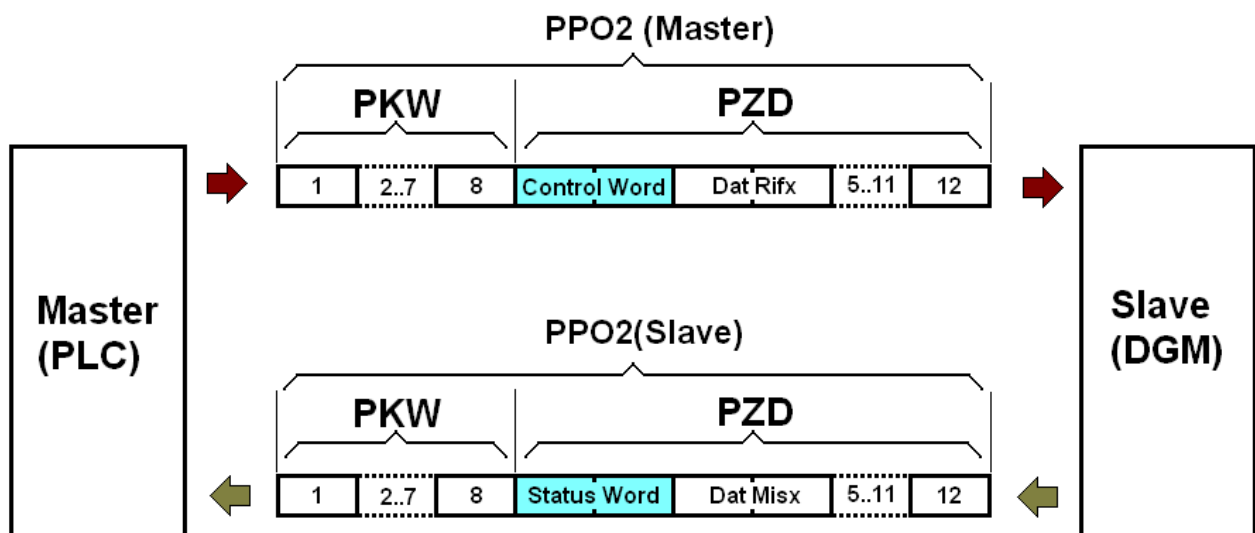 PPO2 (Master)
PKW PZD
1 2..7 8 Control Word Dat Rifx 5..11 12
Master
(PLC)
Slave
(DGM)
PPO2(Slave)
PKW PZD
1 2..7 8 Status Word Dat Misx 5..11 12